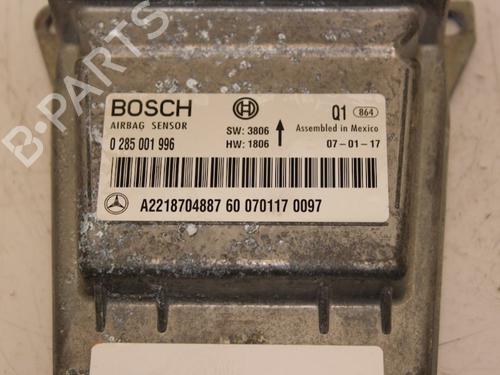 BOSCH
AIRBAG SENSOR
0 285 001 996
SW: 3806
HW: 1806
Q1 864
Assembled in Mexico
07-01-17
A2218704887 60 070117 0097
B-PARTS